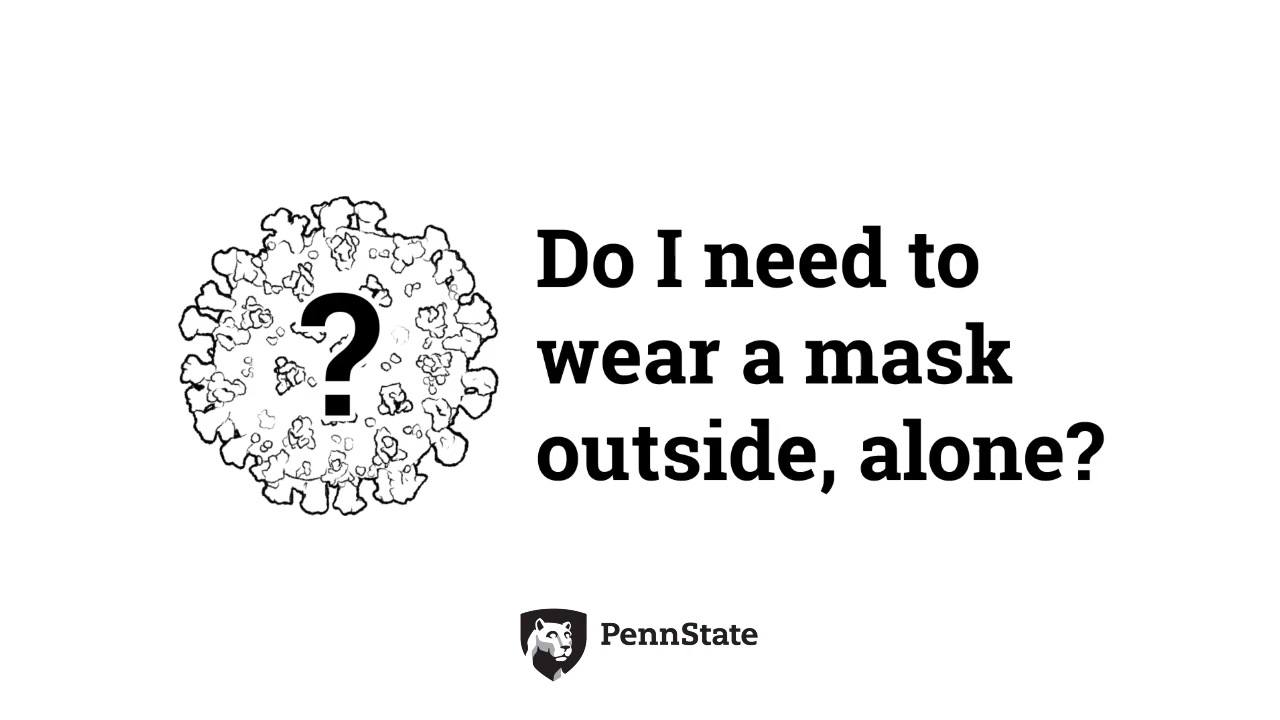 ?
Do I need to
wear a mask
outside, alone?
PennState